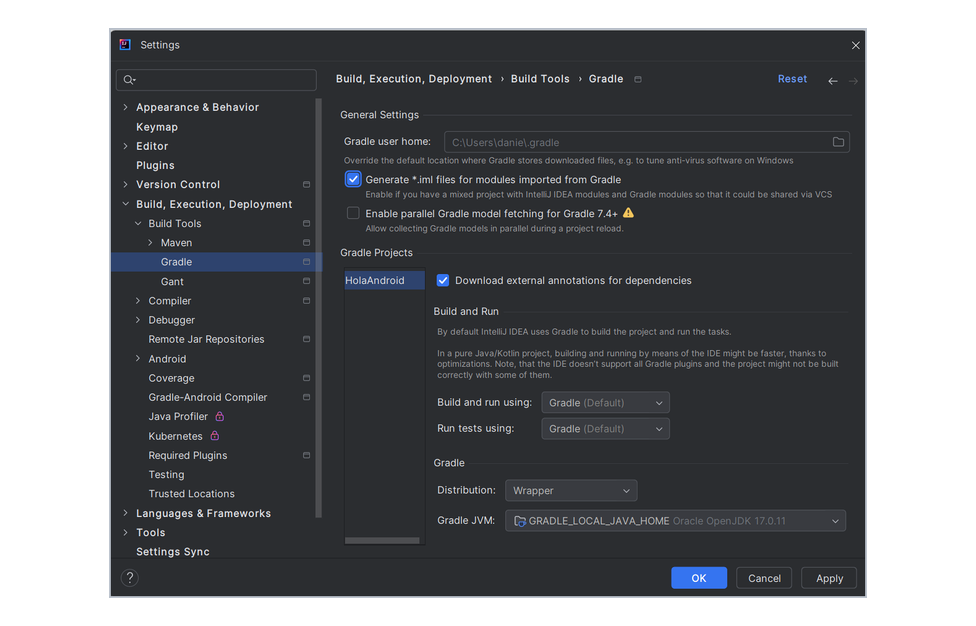 Settings
Build, Execution, Deployment › Build Tools › Gradle
Reset
Appearance & Behavior
Keymap
Editor
Plugins
Version Control
Build, Execution, Deployment
Build Tools
Maven
Gradle
Gant
Compiler
Debugger
Remote Jar Repositories
Android
Coverage
Gradle-Android Compiler
Java Profiler
Kubernetes
Required Plugins
Testing
Trusted Locations
Languages & Frameworks
Tools
Settings Sync
General Settings
Gradle user home: C:\Users\danie\.gradle
Override the default location where Gradle stores downloaded files, e.g. to tune anti-virus software on Windows
Generate *.iml files for modules imported from Gradle
Enable if you have a mixed project with IntelliJ IDEA modules and Gradle modules so that it could be shared via VCS
Enable parallel Gradle model fetching for Gradle 7.4+
Allow collecting Gradle models in parallel during a project reload.
Gradle Projects
HolaAndroid
Download external annotations for dependencies
Build and Run
By default IntelliJ IDEA uses Gradle to build the project and run the tasks.
In a pure Java/Kotlin project, building and running by means of the IDE might be faster, thanks to
optimizations. Note, that the IDE doesn't support all Gradle plugins and the project might not be built
correctly with some of them.
Build and run using: Gradle (Default)
Run tests using: Gradle (Default)
Gradle
Distribution: Wrapper
Gradle JVM: GRADLE_LOCAL_JAVA_HOME Oracle OpenJDK 17.0.11
?
OK
Cancel
Apply